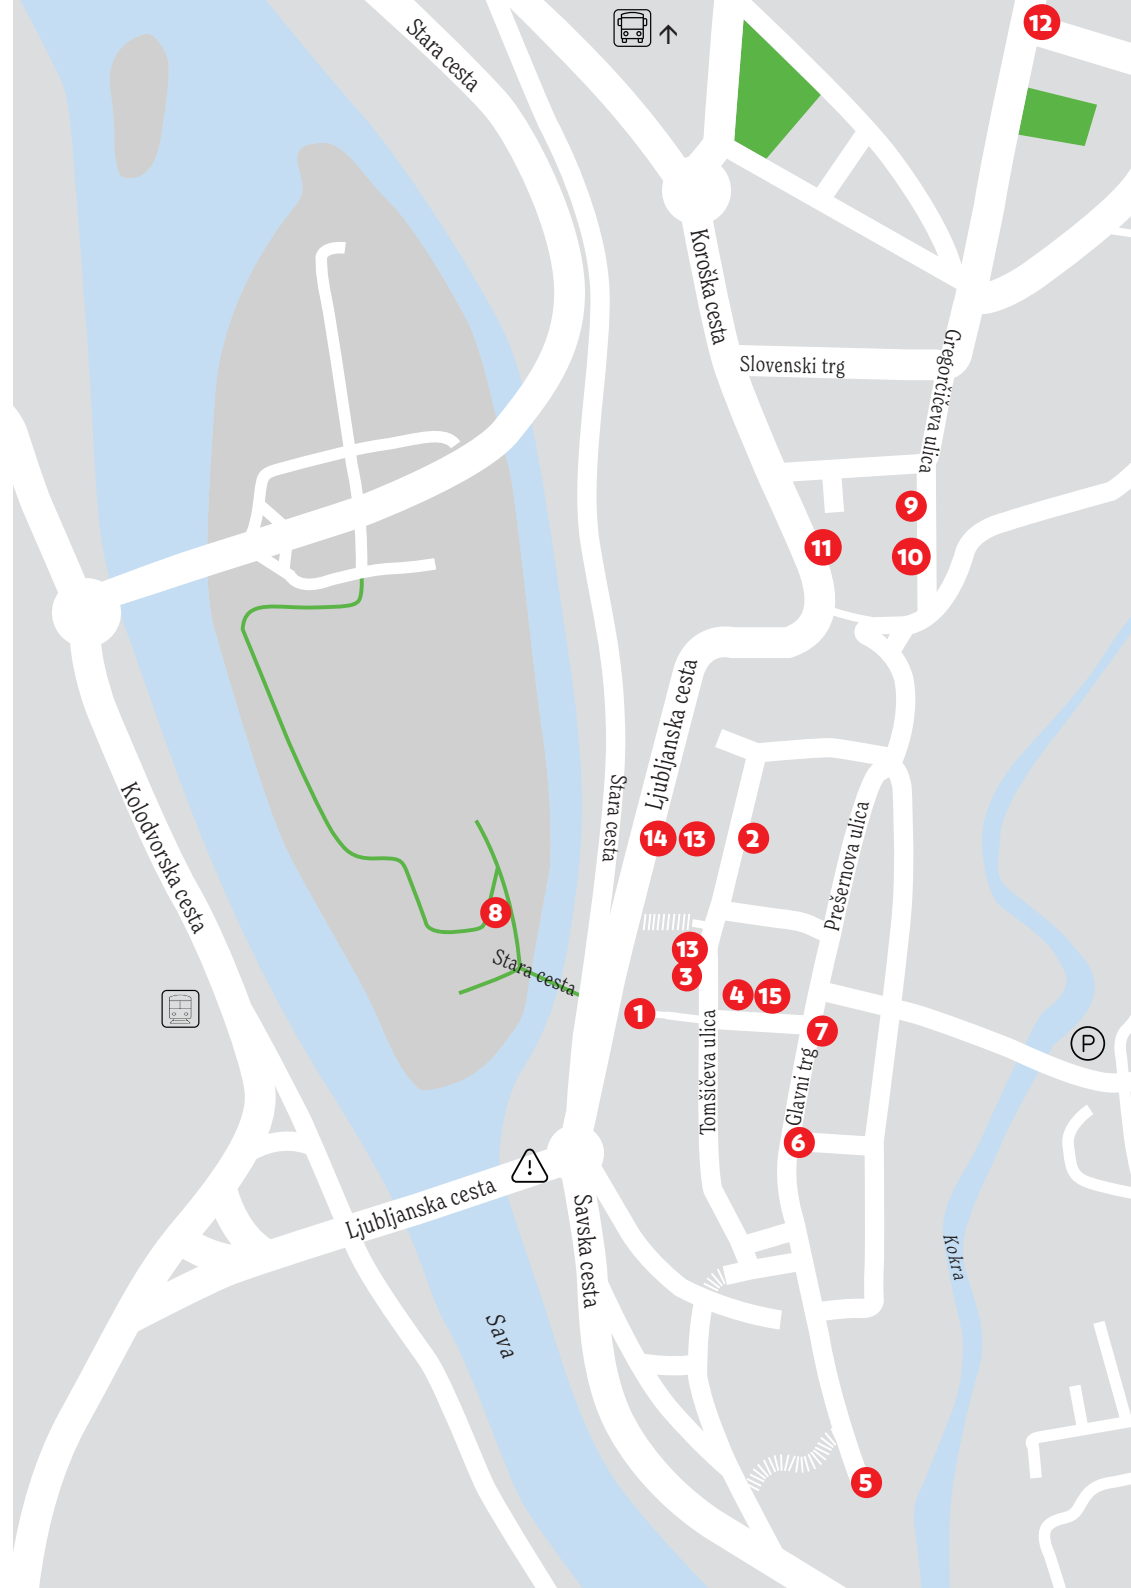 12
Stara cesta
Koroška cesta
Slovenski trg
Gregorčičeva ulica
9
11
10
Ljubljanska cesta
Stara cesta
Kolodvorska cesta
Prešernova ulica
14
13
2
8
13
3
Stara cesta
4
15
1
7
P
Tomšičeva ulica
Glavni trg
6
!
Ljubljanska cesta
Savska cesta
Kokra
Sava
5